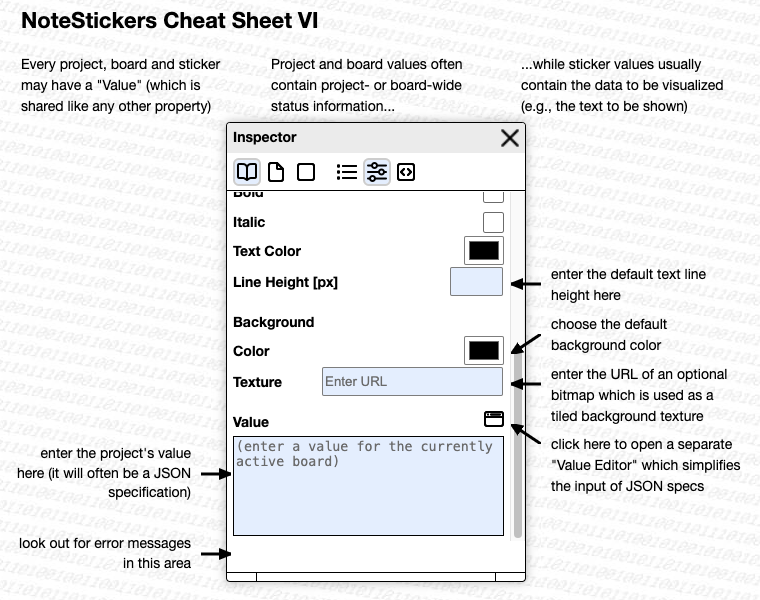 NoteStickers Cheat Sheet VI
Every project, board and sticker
may have a "Value" (which is
shared like any other property)
Project and board values often
contain project- or board-wide
status information...
...while sticker values usually
contain the data to be visualized
(e.g., the text to be shown)
Inspector
Bold
Italic
Text Color
Line Height [px]
enter the default text line
height here
Background
Color
choose the default
background color
Texture
Enter URL
enter the URL of an optional
bitmap which is used as a
tiled background texture
Value
click here to open a separate
"Value Editor" which simplifies
the input of JSON specs
(enter a value for the currently
active board)
enter the project's value
here (it will often be a JSON
specification)
look out for error messages
in this area